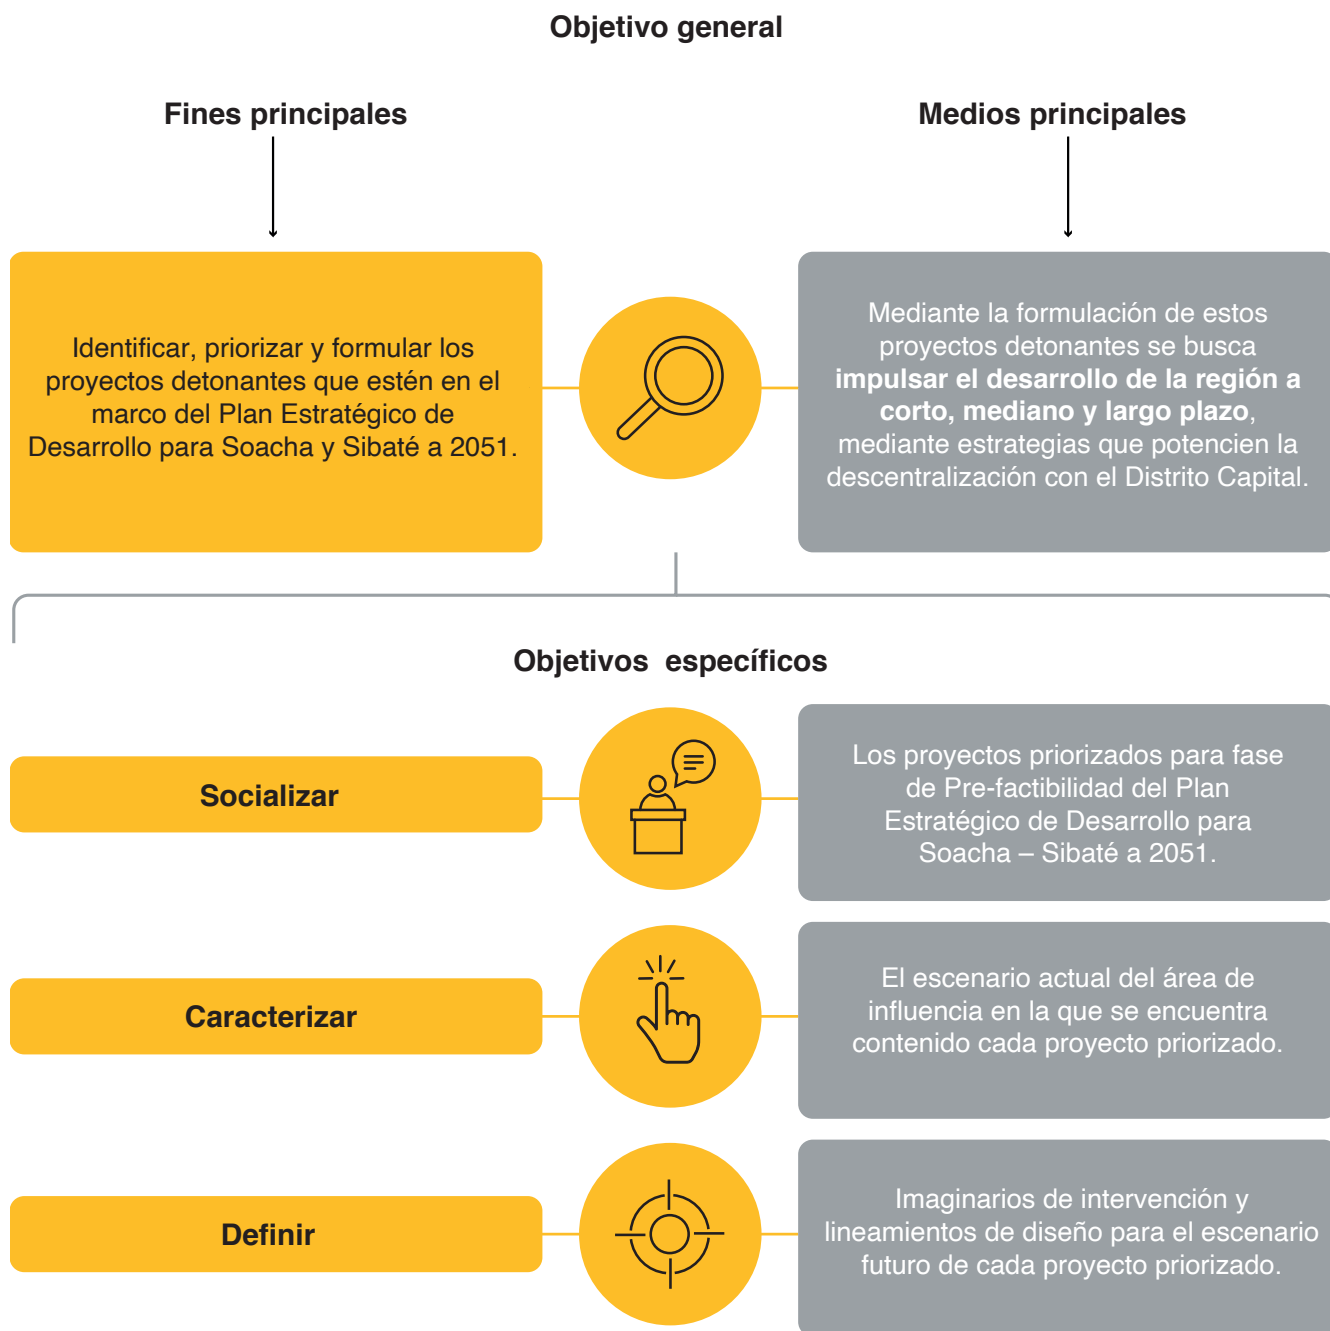 Objetivo general
Fines principales
Medios principales
Identificar, priorizar y formular los
proyectos detonantes que estén en el
marco del Plan Estratégico de
Desarrollo para Soacha y Sibaté a 2051.
Mediante la formulación de estos
proyectos detonantes se busca
impulsar el desarrollo de la región a
corto, mediano y largo plazo,
mediante estrategias que potencien la
descentralización con el Distrito Capital.
Objetivos específicos
Socializar
Los proyectos priorizados para fase
de Pre-factibilidad del Plan
Estratégico de Desarrollo para
Soacha – Sibaté a 2051.
Caracterizar
El escenario actual del área de
influencia en la que se encuentra
contenido cada proyecto priorizado.
Definir
Imaginarios de intervención y
lineamientos de diseño para el escenario
futuro de cada proyecto priorizado.